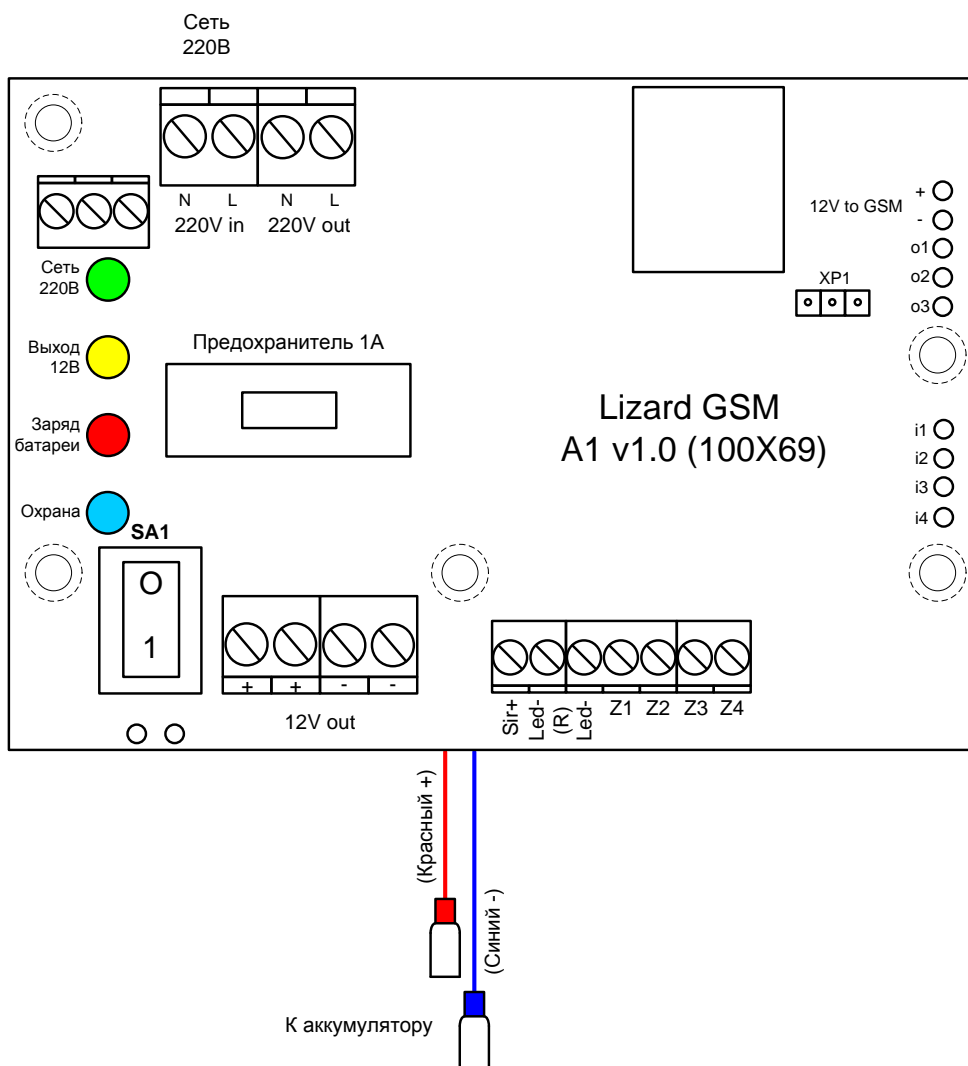 Сеть
220В
N L N L
220V in 220V out
12V to GSM
+
-
o1
o2
o3
XP1
Сеть
220В
Выход
12В
Заряд
батареи
Охрана
Предохранитель 1А
Lizard GSM
A1 v1.0 (100X69)
i1
i2
i3
i4
SA1
O
1
+ + - -
12V out
Sir+
Led-
(R)
Led-
Z1
Z2
Z3
Z4
(Красный +)
(Синий -)
К аккумулятору